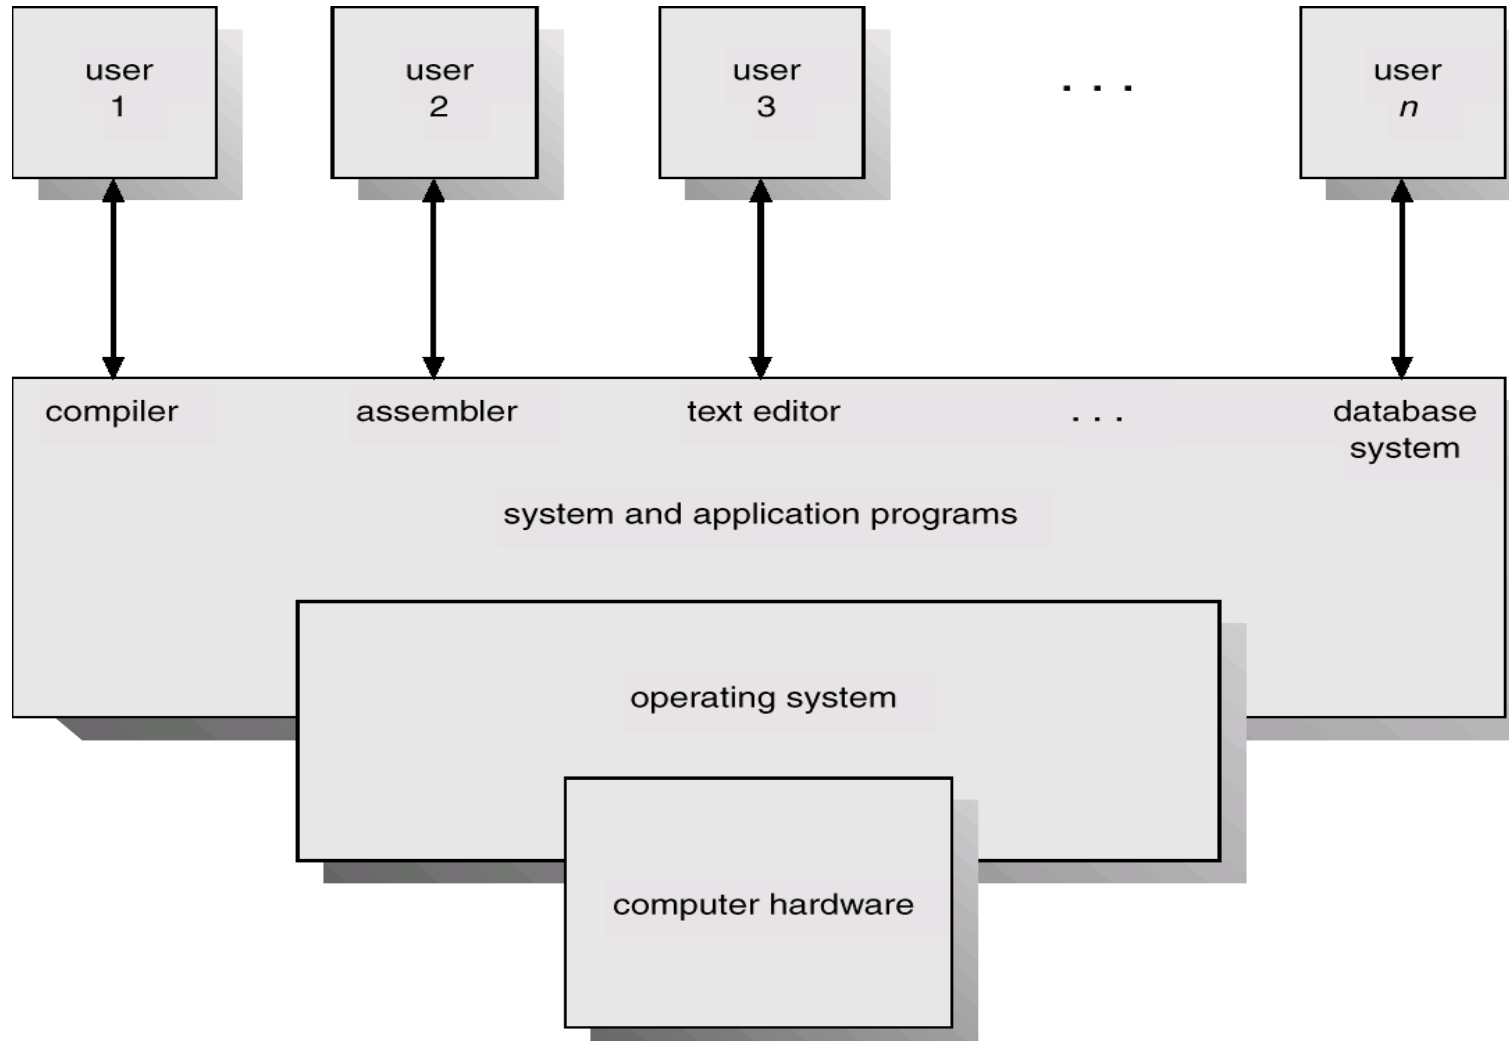 user
1
user
2
user
3
. . .
user
n
compiler
assembler
text editor
. . .
database
system
system and application programs
operating system
computer hardware